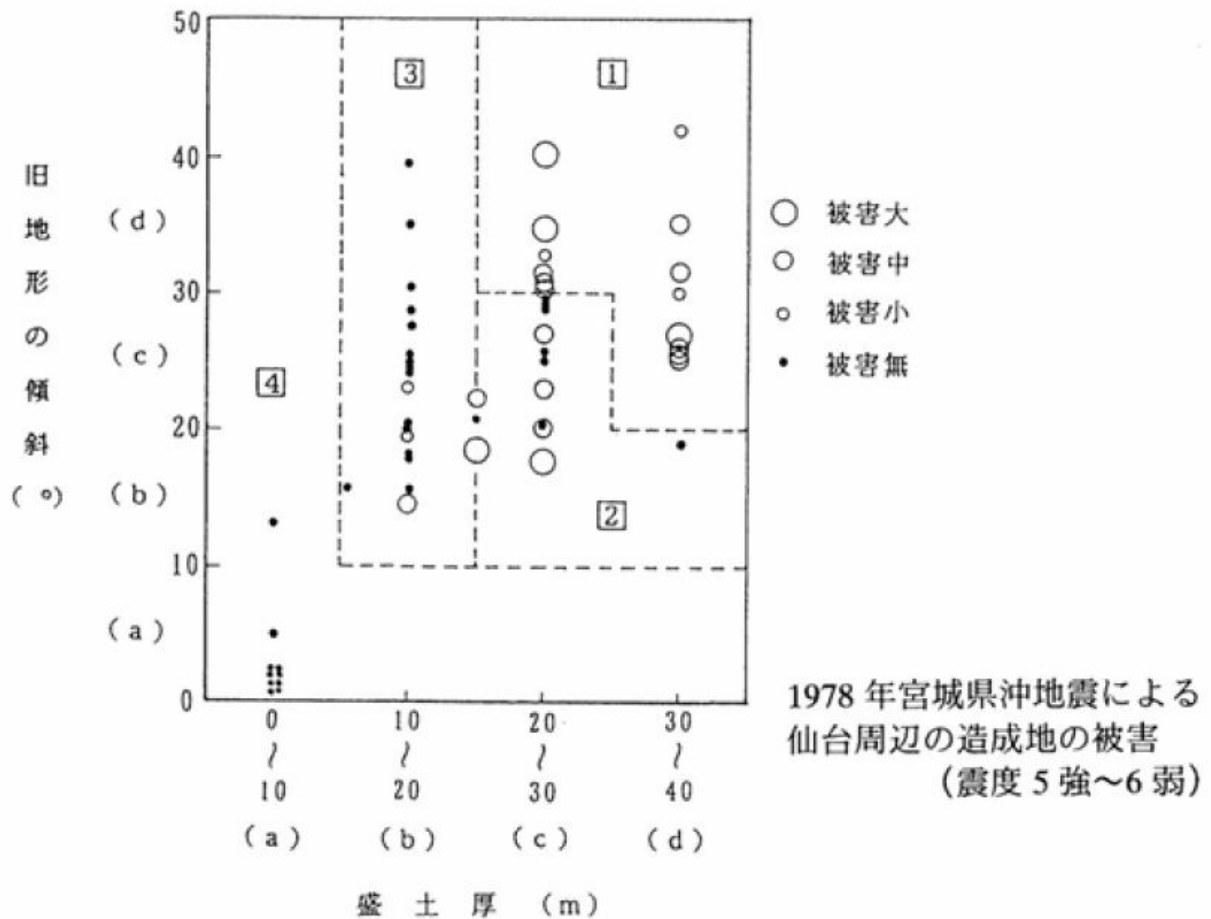 50
40
30
20
10
0
旧地形の傾斜(°)
(d)
(c)
(b)
(a)
3
1
4
2
○ 被害大
○ 被害中
○ 被害小
• 被害無
0 10 20 30
~ ~ ~ ~
10 20 30 40
(a) (b) (c) (d)
盛土厚 (m)
1978年宮城県沖地震による
仙台周辺の造成地の被害
(震度5強～6弱)